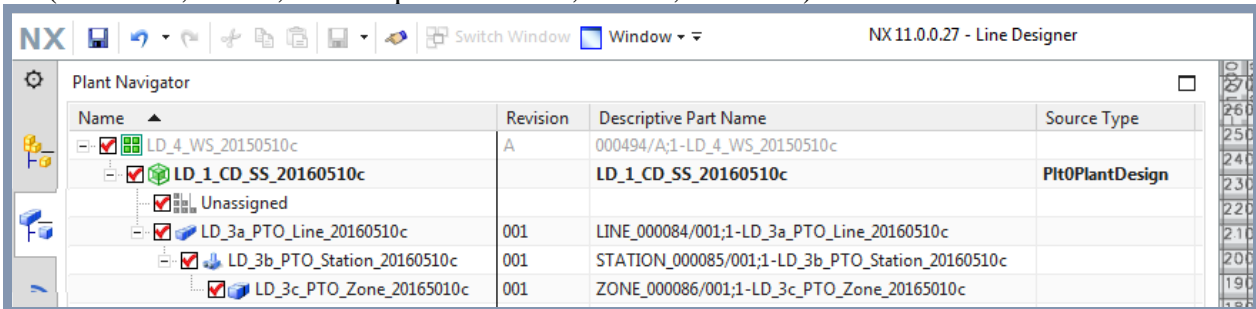 NX Switch Window Window NX 11.0.0.27 - Line Designer
Plant Navigator
Name Revision Descriptive Part Name Source Type
LD_4_WS_20150510c A 000494/A;1-LD_4_WS_20150510c
LD_1_CD_SS_20160510c LD_1_CD_SS_20160510c Plt0PlantDesign
Unassigned
LD_3a_PTO_Line_20160510c 001 LINE_000084/001;1-LD_3a_PTO_Line_20160510c
LD_3b_PTO_Station_20160510c 001 STATION_000085/001;1-LD_3b_PTO_Station_20160510c
LD_3c_PTO_Zone_20165010c 001 ZONE_000086/001;1-LD_3c_PTO_Zone_20165010c
260
250
240
230
220
210
200
190